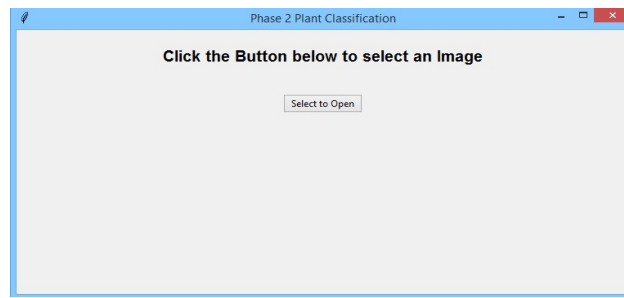 Phase 2 Plant Classification
Click the Button below to select an Image
Select to Open